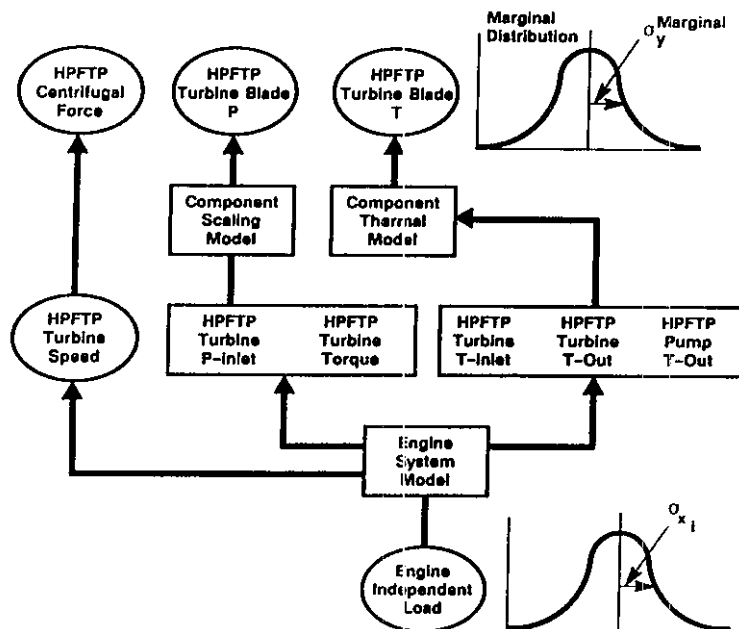 HPFTP
Centrifugal
Force
HPFTP
Turbine Blade
P
HPFTP
Turbine Blade
T
Marginal
Distribution
σ_y^Marginal
Component
Scaling
Model
Component
Thermal
Model
HPFTP
Turbine
Speed
HPFTP
Turbine
P-inlet
HPFTP
Turbine
Torque
HPFTP
Turbine
T-Inlet
HPFTP
Turbine
T-Out
HPFTP
Pump
T-Out
Engine
System
Model
Engine
Independent
Load
σ_x_i